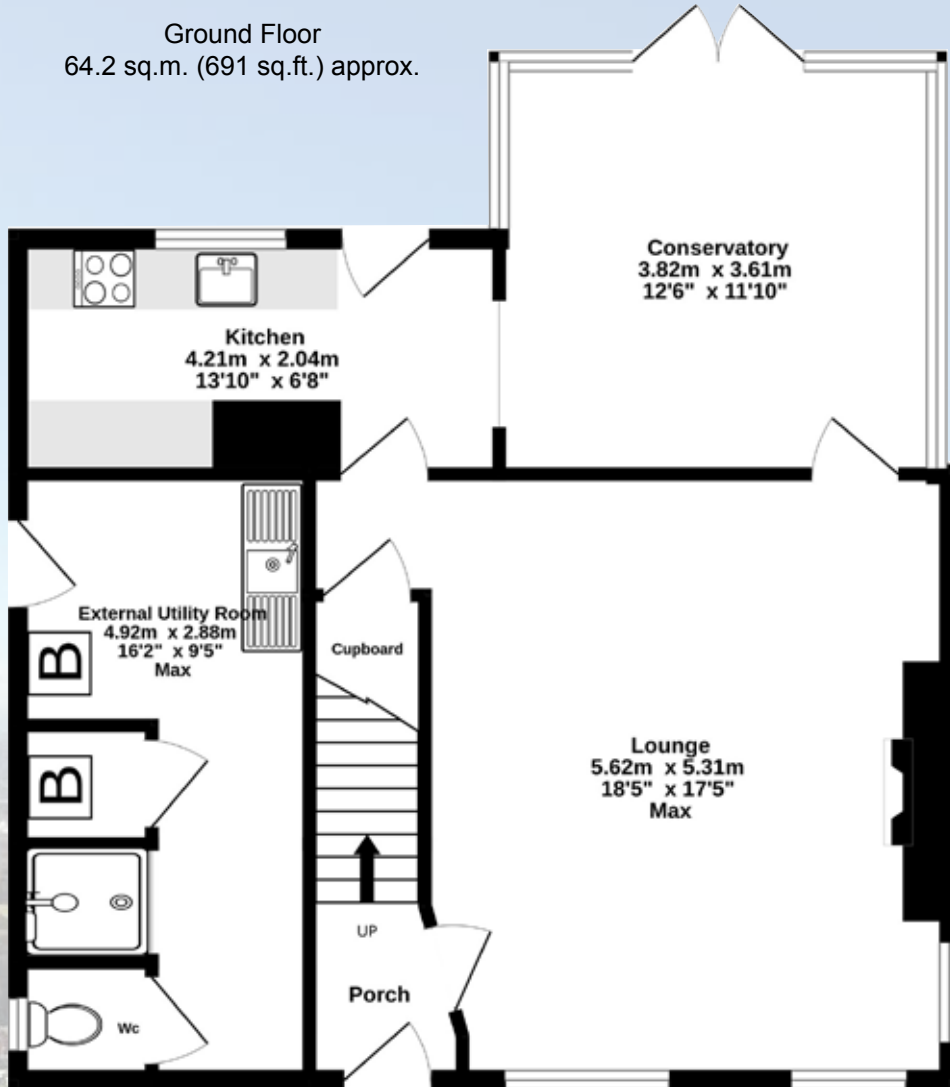 Ground Floor
64.2 sq.m. (691 sq.ft.) approx.
Conservatory
3.82m x 3.61m
12'6" x 11'10"
Kitchen
4.21m x 2.04m
13'10" x 6'8"
External Utility Room
4.92m x 2.88m
16'2" x 9'5"
Max
B
B
Cupboard
Lounge
5.62m x 5.31m
18'5" x 17'5"
Max
UP
Porch
Wc